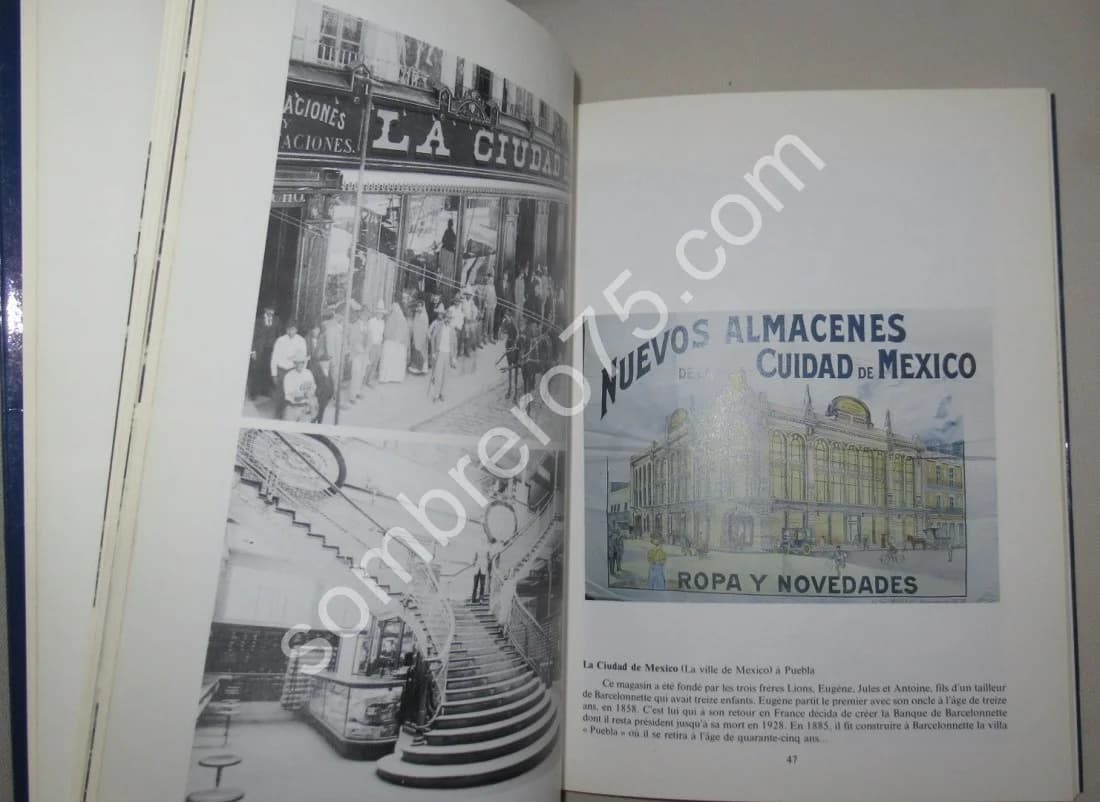 ACIONES
Y
ACIONES.
LA CIUDAD
NUEVOS ALMACENES
DE LA CUIDAD DE MEXICO
ROPA Y NOVEDADES
La Ciudad de Mexico (La ville de Mexico) à Puebla
Ce magasin a été fondé par les trois frères Lions, Eugène, Jules et Antoine, fils d'un tailleur
de Barcelonnette qui avait treize enfants. Eugène partit le premier avec son oncle à l'âge de treize
ans, en 1858. C'est lui qui à son retour en France décida de créer la Banque de Barcelonnette
dont il resta président jusqu'à sa mort en 1928. En 1885, il fit construire à Barcelonnette la villa
« Puebla » où il se retira à l'âge de quarante-cinq ans...
47
sombrero75.com